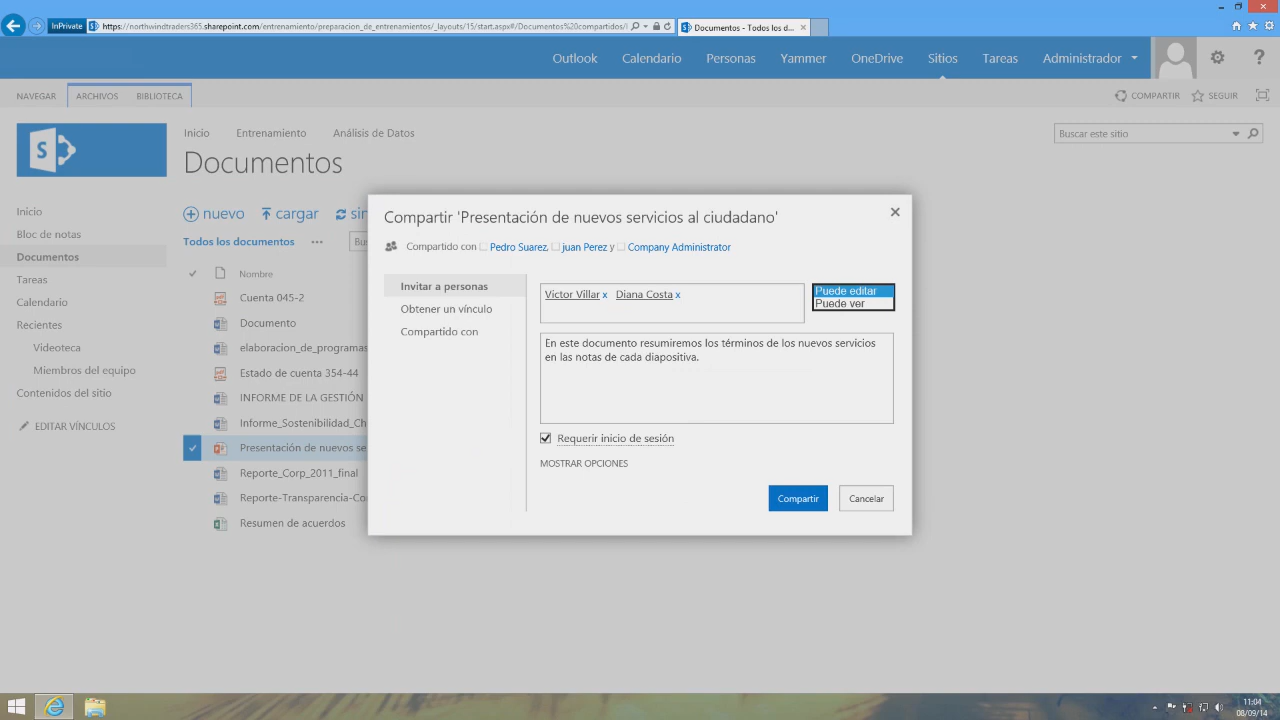 InPrivate https://northwindtraders365.sharepoint.com/entrenamiento/preparacion_de_entrenamientos/_layouts/15/start.aspx#/Documentos%20compartidos/ Documentos - Todos los d... ×
Outlook Calendario Personas Yammer OneDrive Sitios Tareas Administrador ?
NAVEGAR ARCHIVOS BIBLIOTECA COMPARTIR SEGUIR
S Inicio Entrenamiento Análisis de Datos Buscar este sitio
Documentos
nuevo cargar sin
Todos los documentos ••• Bu
Nombre
Cuenta 045-2
Documento
elaboracion_de_programas
Estado de cuenta 354-44
INFORME DE LA GESTIÓN
Informe_Sostenibilidad_Ch
Presentación de nuevos se
Reporte_Corp_2011_final
Reporte-Transparencia-Co
Resumen de acuerdos
Inicio
Bloc de notas
Documentos
Tareas
Calendario
Recientes
Videoteca
Miembros del equipo
Contenidos del sitio
EDITAR VÍNCULOS
Compartir 'Presentación de nuevos servicios al ciudadano'
Compartido con Pedro Suarez, juan Perez y Company Administrator
Invitar a personas
Obtener un vínculo
Compartido con
Victor Villar x Diana Costa x
Puede editar
Puede ver
En este documento resumiremos los términos de los nuevos servicios
en las notas de cada diapositiva.
Requerir inicio de sesión
MOSTRAR OPCIONES
Compartir Cancelar
11:04
08/09/14